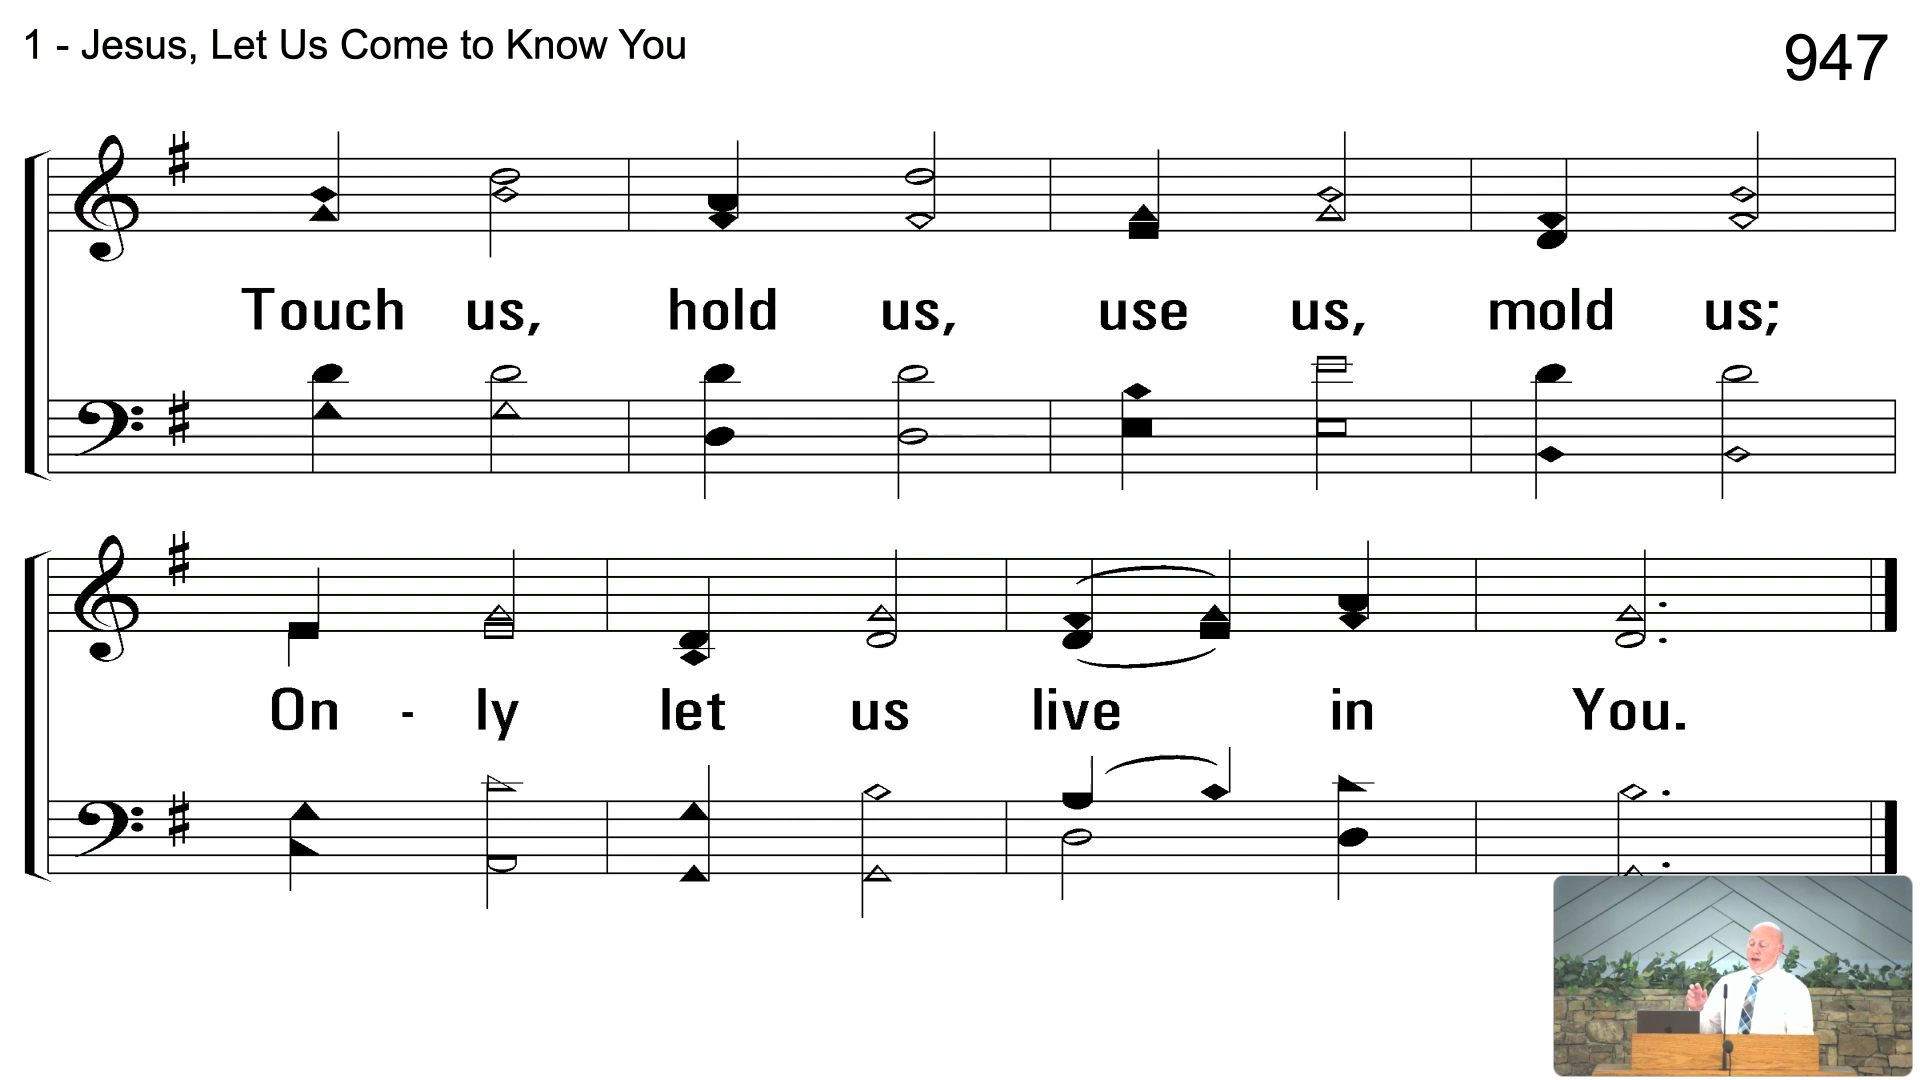 1 - Jesus, Let Us Come to Know You
947
Touch us, hold us, use us, mold us;
On - ly let us live in You.